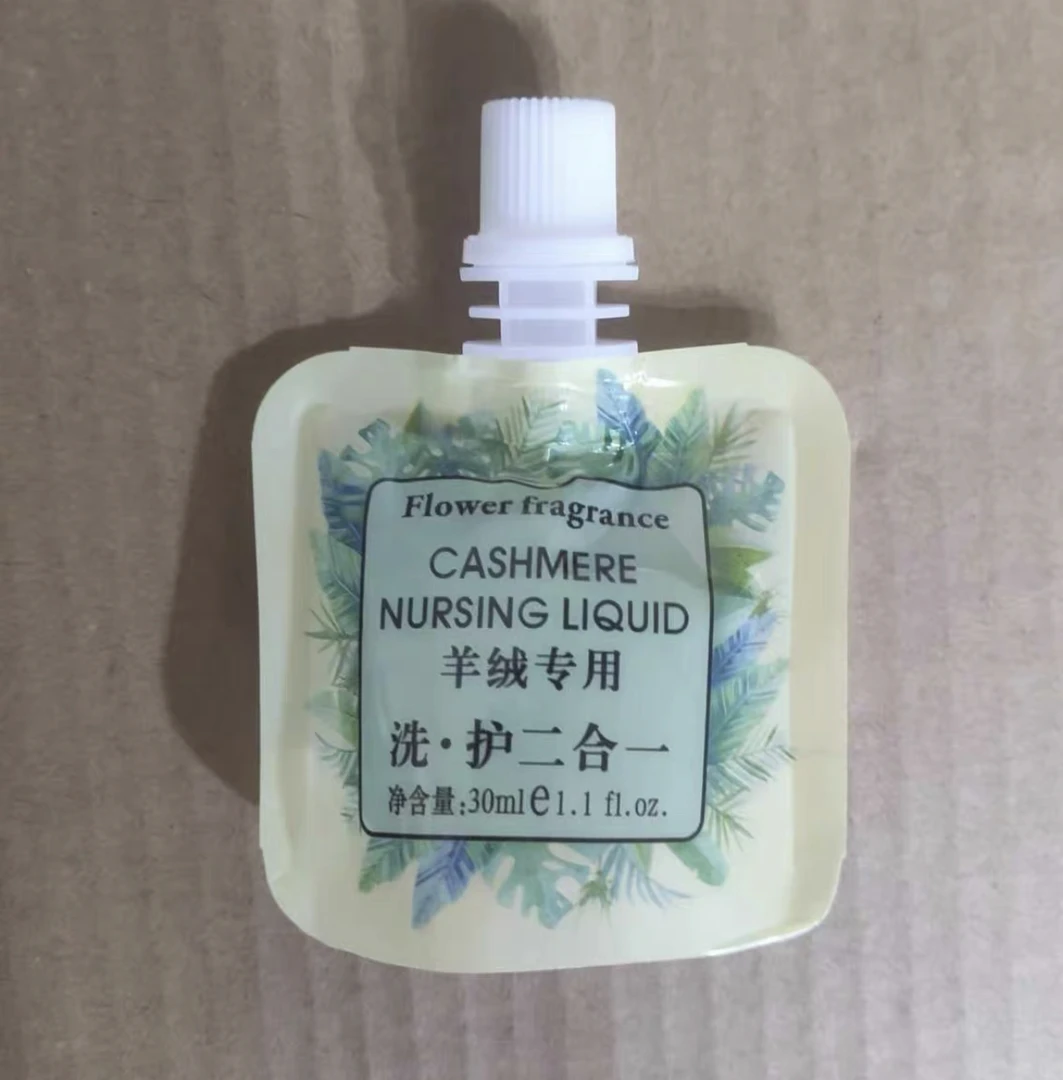 Flower fragrance
CASHMERE
NURSING LIQUID
羊绒专用
洗·护二合一
净含量:30ml℮1.1 fl.oz.